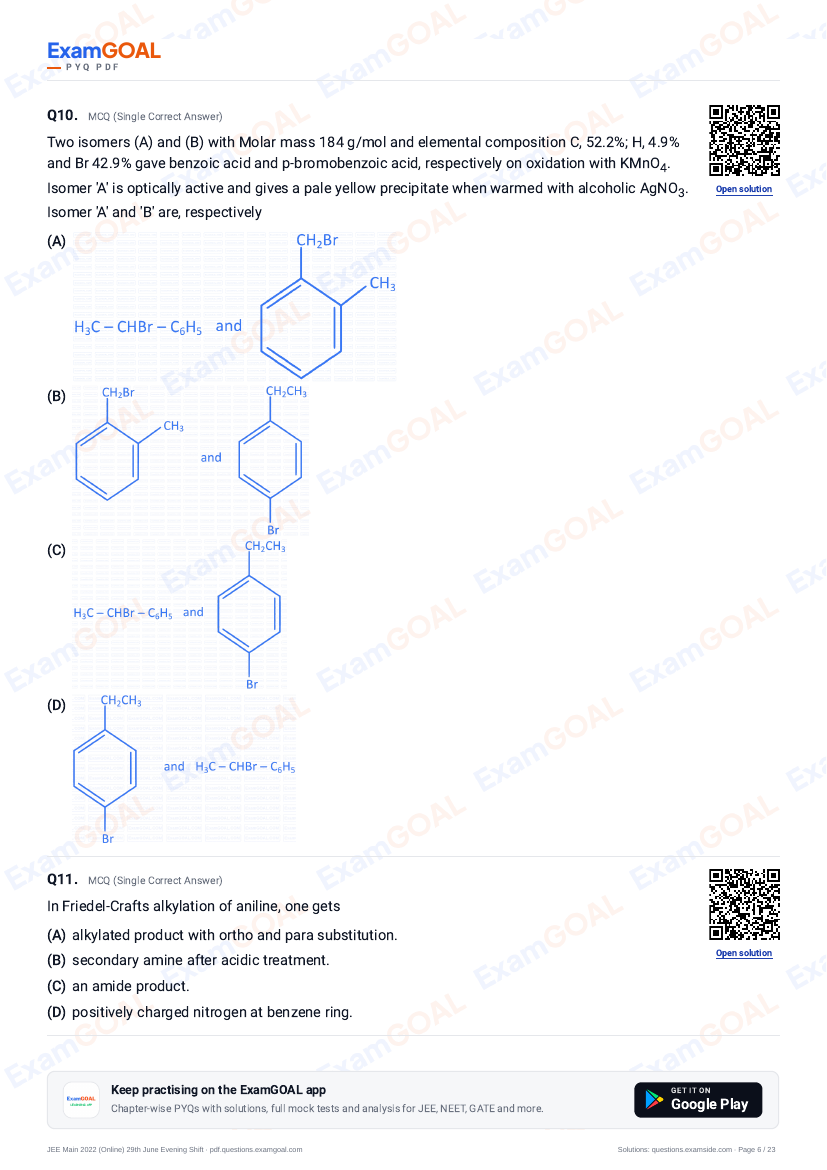 ExamGOAL
PYQ PDF
Q10. MCQ (Single Correct Answer)
Two isomers (A) and (B) with Molar mass 184 g/mol and elemental composition C, 52.2%; H, 4.9%
and Br 42.9% gave benzoic acid and p-bromobenzoic acid, respectively on oxidation with KMnO₄.
Isomer 'A' is optically active and gives a pale yellow precipitate when warmed with alcoholic AgNO₃.
Isomer 'A' and 'B' are, respectively
Open solution
(A)
CH₂Br
CH₃
H₃C – CHBr – C₆H₅ and
(B)
CH₂Br
CH₂CH₃
CH₃
and
Br
(C)
CH₂CH₃
H₃C – CHBr – C₆H₅ and
Br
(D)
CH₂CH₃
and H₃C – CHBr – C₆H₅
Br
Q11. MCQ (Single Correct Answer)
In Friedel-Crafts alkylation of aniline, one gets
(A) alkylated product with ortho and para substitution.
(B) secondary amine after acidic treatment.
(C) an amide product.
(D) positively charged nitrogen at benzene ring.
Open solution
ExamGOAL
Keep practising on the ExamGOAL app
Chapter-wise PYQs with solutions, full mock tests and analysis for JEE, NEET, GATE and more.
GET IT ON
Google Play
JEE Main 2022 (Online) 29th June Evening Shift · pdf.questions.examgoal.com
Solutions: questions.examside.com · Page 6 / 23